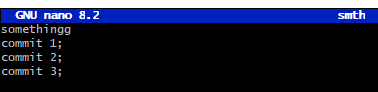 GNU nano 8.2 smth
somethingg
commit 1;
commit 2;
commit 3;